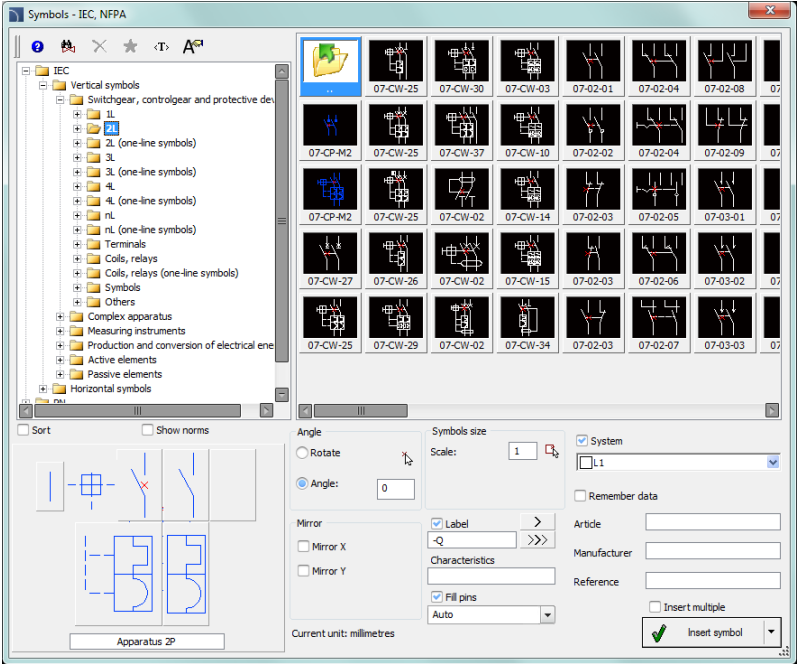 Symbols - IEC, NFPA
? <T> A
IEC
Vertical symbols
Switchgear, controlgear and protective dev
1L
2L
2L (one-line symbols)
3L
3L (one-line symbols)
4L
4L (one-line symbols)
nL
nL (one-line symbols)
Terminals
Coils, relays
Coils, relays (one-line symbols)
Symbols
Others
Complex apparatus
Measuring instruments
Production and conversion of electrical ene
Active elements
Passive elements
Horizontal symbols
.. 07-CW-25 07-CW-30 07-CW-03 07-02-01 07-02-04 07-02-08 07
07-CP-M2 07-CW-25 07-CW-37 07-CW-10 07-02-02 07-02-04 07-02-09 07
07-CP-M2 07-CW-25 07-CW-02 07-CW-14 07-02-03 07-02-05 07-03-01 07
07-CW-27 07-CW-26 07-CW-02 07-CW-15 07-02-03 07-02-06 07-03-02 07
07-CW-25 07-CW-29 07-CW-02 07-CW-34 07-02-03 07-02-07 07-03-03 07
Sort Show norms
Apparatus 2P
Angle
Rotate
Angle: 0
Mirror
Mirror X
Mirror Y
Current unit: millimetres
Symbols size
Scale: 1
Label >
-Q >>>
Characteristics
Fill pins
Auto
System
L1
Remember data
Article
Manufacturer
Reference
Insert multiple
Insert symbol